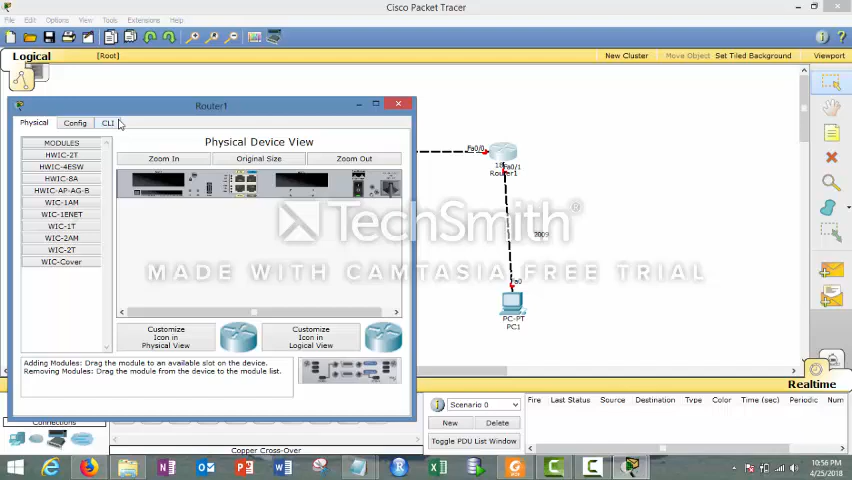 Cisco Packet Tracer
File Edit Options View Tools Extensions Help
Logical
[Root]
New Cluster
Move Object
Set Tiled Background
Viewport
Router1
Physical
Config
CLI
MODULES
HWIC-2T
HWIC-4ESW
HWIC-8A
HWIC-AP-AG-B
WIC-1AM
WIC-1ENET
WIC-1T
WIC-2AM
WIC-2T
WIC-Cover
Physical Device View
Zoom In
Original Size
Zoom Out
Customize
Icon in
Physical View
Customize
Icon in
Logical View
Adding Modules: Drag the module to an available slot on the device.
Removing Modules: Drag the module from the device to the module list.
Fa0/0
Fa0/1
Router1
2009
Fa0
PC-PT
PC1
TechSmith®
MADE WITH CAMTASIA FREE TRIAL
Realtime
Scenario 0
New
Delete
Toggle PDU List Window
Fire Last Status Source Destination Type Color Time (sec) Periodic Num
Connections
Copper Cross-Over
10:56 PM
4/25/2018